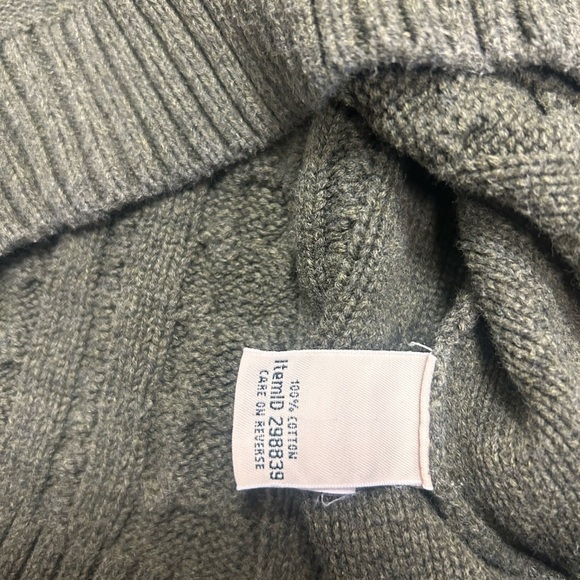 100% COTTON
ItemID 298839
CARE ON REVERSE